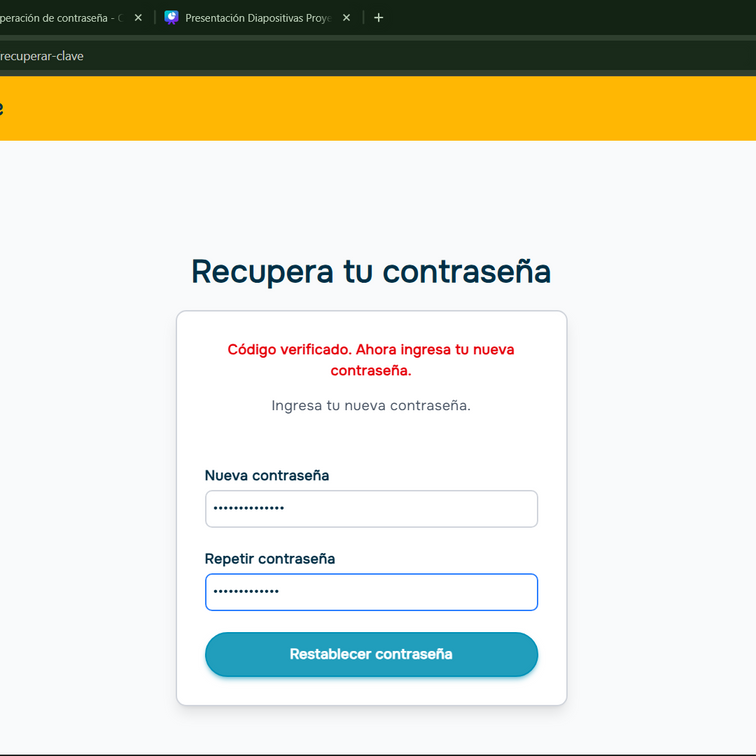 peración de contraseña -
Presentación Diapositivas Proye
recuperar-clave
Recupera tu contraseña
Código verificado. Ahora ingresa tu nueva
contraseña.
Ingresa tu nueva contraseña.
Nueva contraseña
••••••••••••••
Repetir contraseña
•••••••••••••
Restablecer contraseña